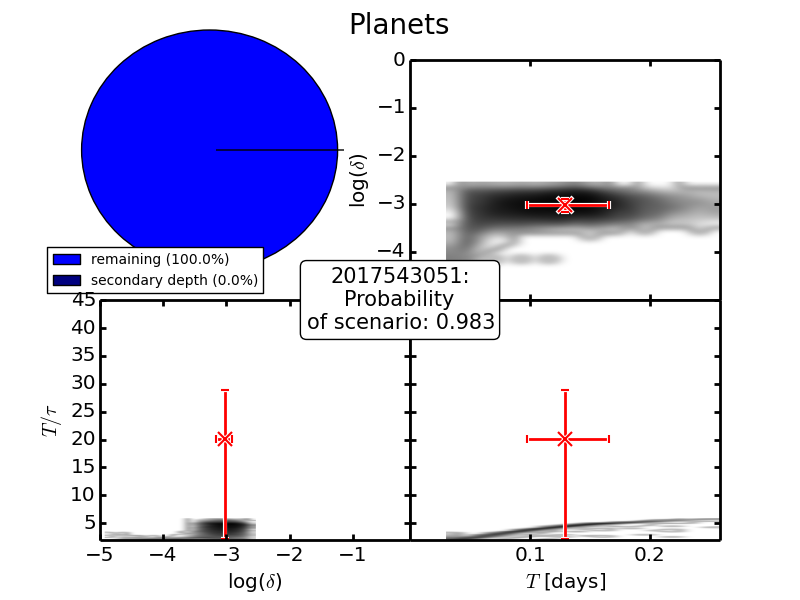 Planets
remaining (100.0%)
secondary depth (0.0%)
0
−1
−2
−3
−4
log(δ)
2017543051:
Probability
of scenario: 0.983
45
40
35
30
25
20
15
10
5
T/τ
−5 −4 −3 −2 −1
log(δ)
0.1 0.2
T [days]